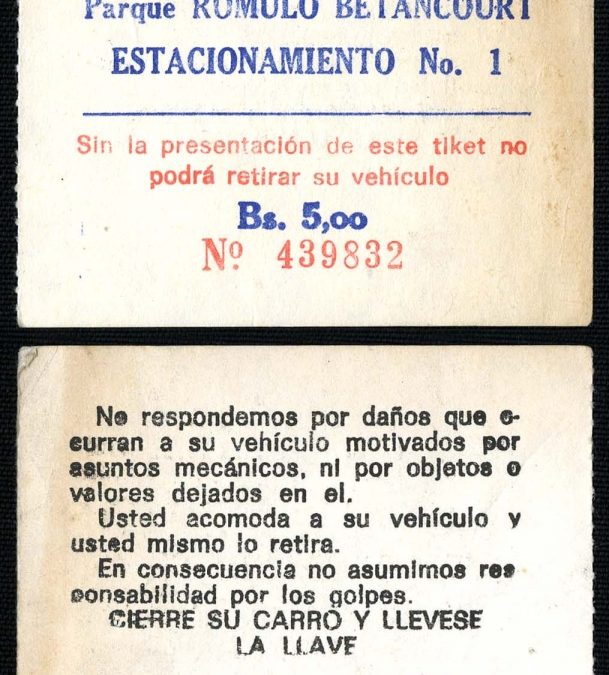 Parque ROMULO BETANCOURT
ESTACIONAMIENTO No. 1
Sin la presentación de este tiket no
podrá retirar su vehículo
Bs. 5,00
Nº 439832
No respondemos por daños que o-
curran a su vehículo motivados por
asuntos mecánicos, ni por objetos o
valores dejados en el.
Usted acomoda a su vehículo y
usted mismo lo retira.
En consecuencia no asumimos res
ponsabilidad por los golpes.
CIERRE SU CARRO Y LLEVESE
LA LLAVE